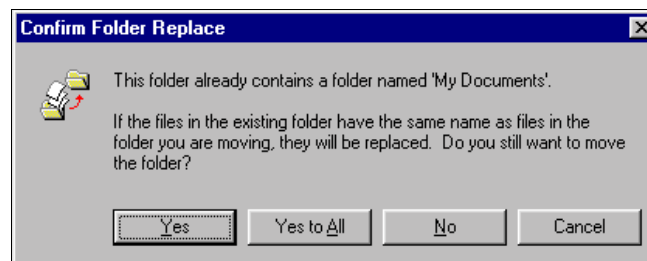 Confirm Folder Replace
This folder already contains a folder named 'My Documents'.
If the files in the existing folder have the same name as files in the
folder you are moving, they will be replaced.  Do you still want to move
the folder?
Yes Yes to All No Cancel